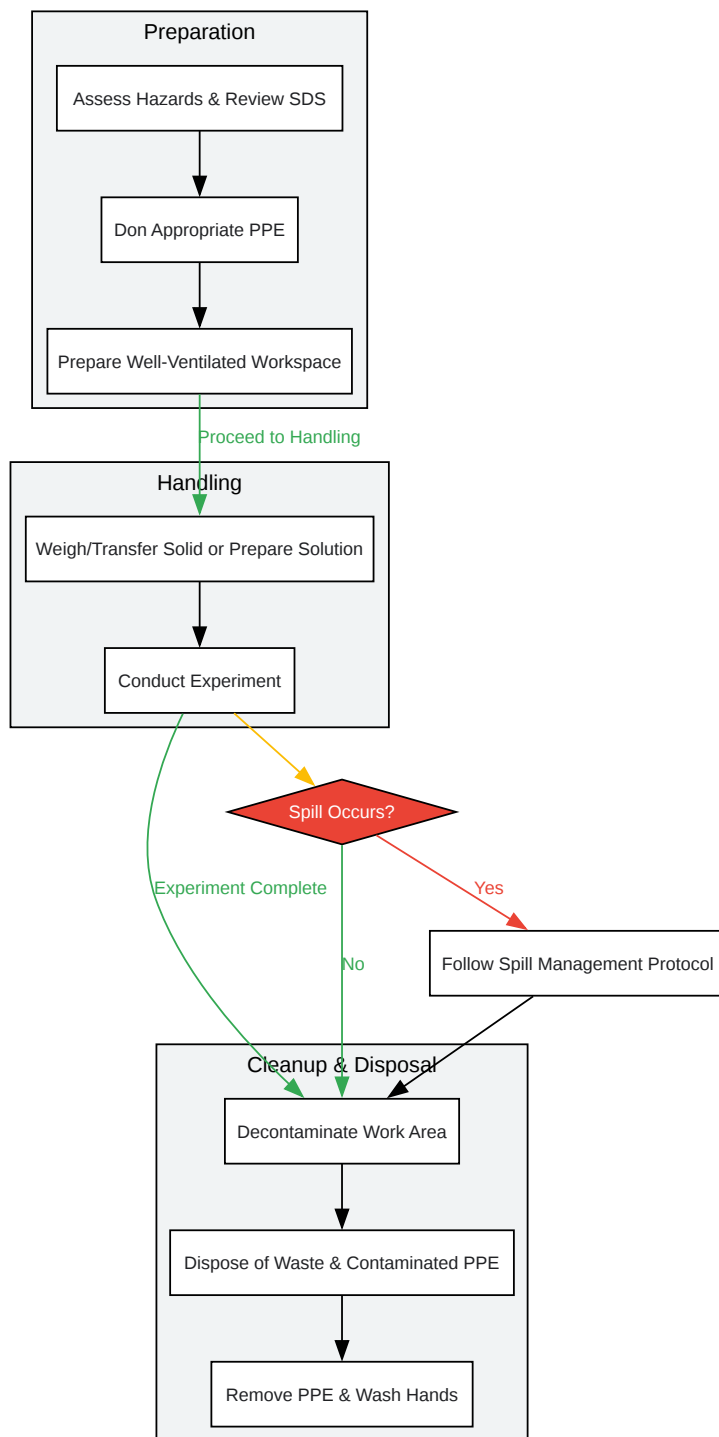 Preparation
Assess Hazards & Review SDS
Don Appropriate PPE
Prepare Well-Ventilated Workspace
Proceed to Handling
Handling
Weigh/Transfer Solid or Prepare Solution
Conduct Experiment
Spill Occurs?
Experiment Complete
Yes
No
Follow Spill Management Protocol
Cleanup & Disposal
Decontaminate Work Area
Dispose of Waste & Contaminated PPE
Remove PPE & Wash Hands